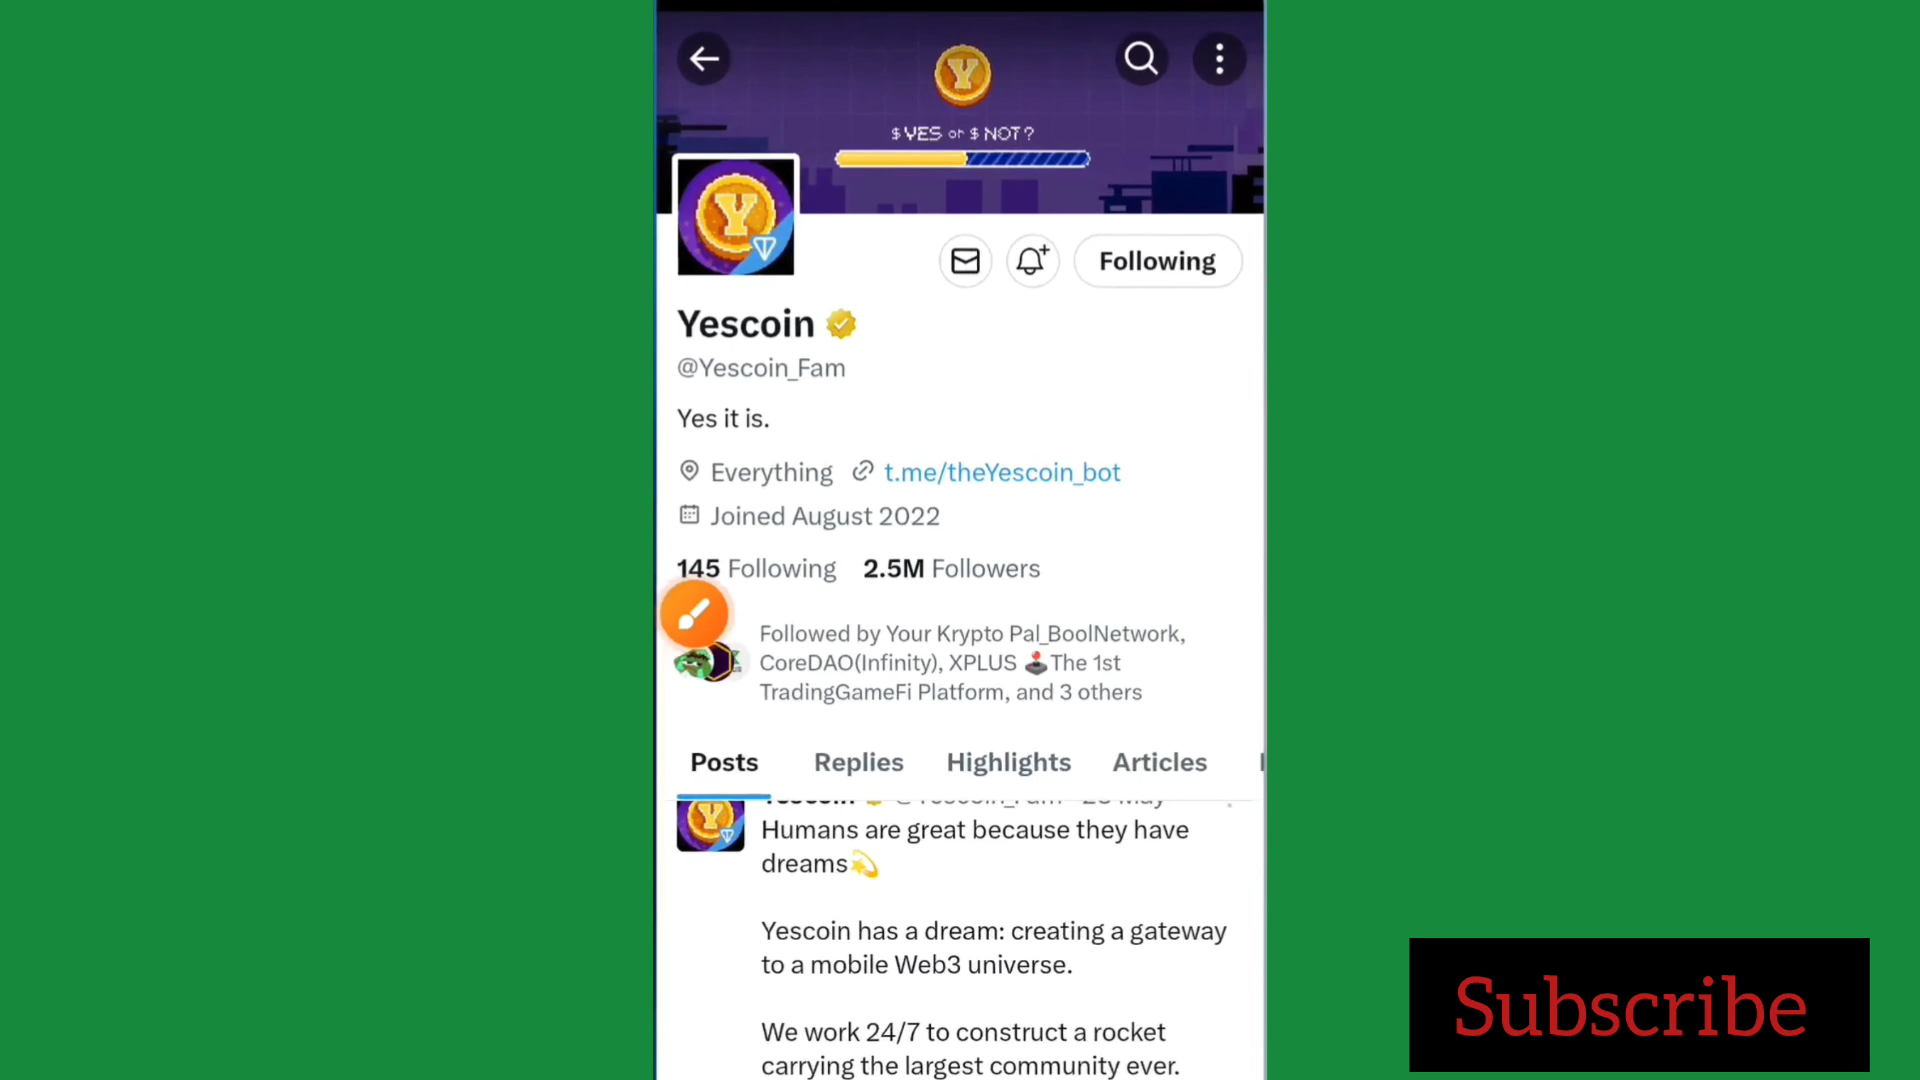 $ YES or $ NOT?
Following
Yescoin
@Yescoin_Fam
Yes it is.
Everything t.me/theYescoin_bot
Joined August 2022
145 Following 2.5M Followers
Followed by Your Krypto Pal_BoolNetwork,
CoreDAO(Infinity), XPLUS 🕹️The 1st
TradingGameFi Platform, and 3 others
Posts Replies Highlights Articles
Humans are great because they have
dreams💫
Yescoin has a dream: creating a gateway
to a mobile Web3 universe.
We work 24/7 to construct a rocket
carrying the largest community ever.
Subscribe